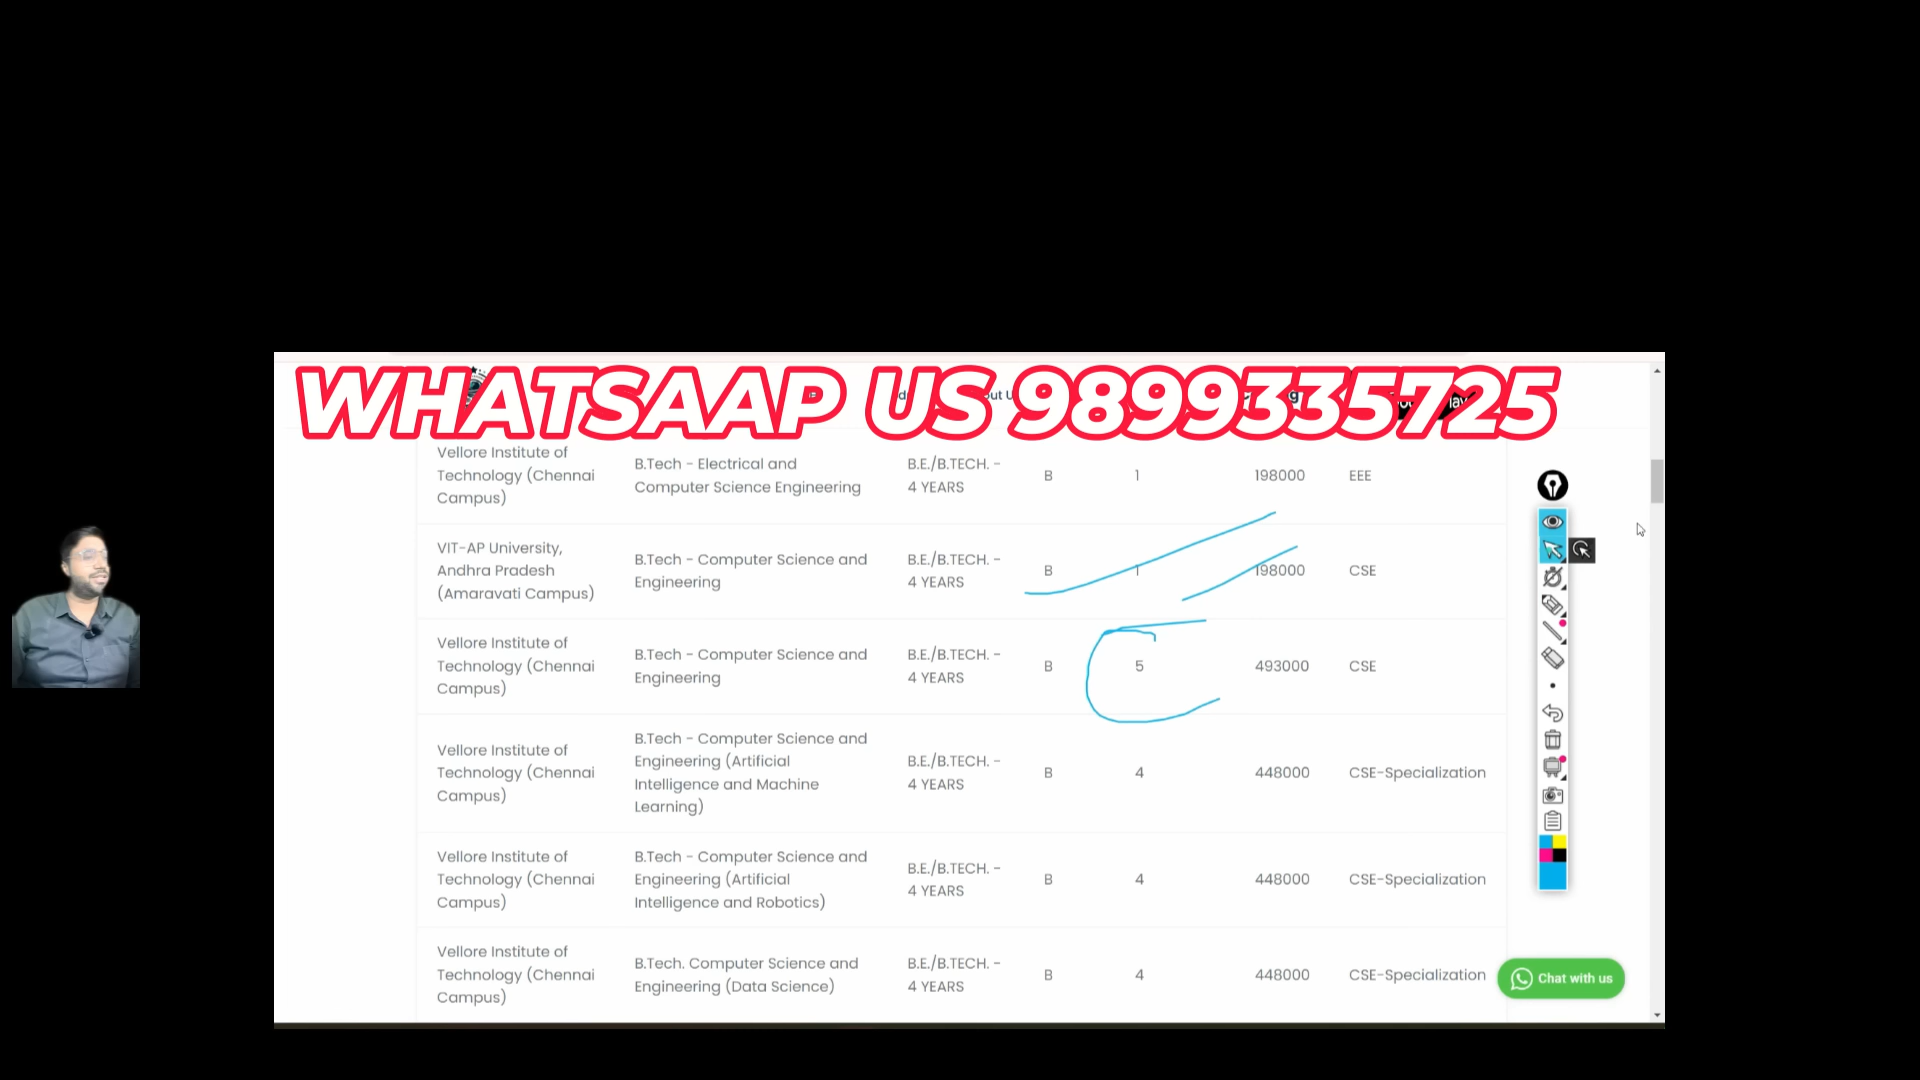 WHATSAAP US 9899335725
Vellore Institute of
Technology (Chennai
Campus)
B.Tech - Electrical and
Computer Science Engineering
B.E./B.TECH. -
4 YEARS
B
1
198000
EEE
VIT-AP University,
Andhra Pradesh
(Amaravati Campus)
B.Tech - Computer Science and
Engineering
B.E./B.TECH. -
4 YEARS
B
1
198000
CSE
Vellore Institute of
Technology (Chennai
Campus)
B.Tech - Computer Science and
Engineering
B.E./B.TECH. -
4 YEARS
B
5
493000
CSE
Vellore Institute of
Technology (Chennai
Campus)
B.Tech - Computer Science and
Engineering (Artificial
Intelligence and Machine
Learning)
B.E./B.TECH. -
4 YEARS
B
4
448000
CSE-Specialization
Vellore Institute of
Technology (Chennai
Campus)
B.Tech - Computer Science and
Engineering (Artificial
Intelligence and Robotics)
B.E./B.TECH. -
4 YEARS
B
4
448000
CSE-Specialization
Vellore Institute of
Technology (Chennai
Campus)
B.Tech. Computer Science and
Engineering (Data Science)
B.E./B.TECH. -
4 YEARS
B
4
448000
CSE-Specialization
Chat with us